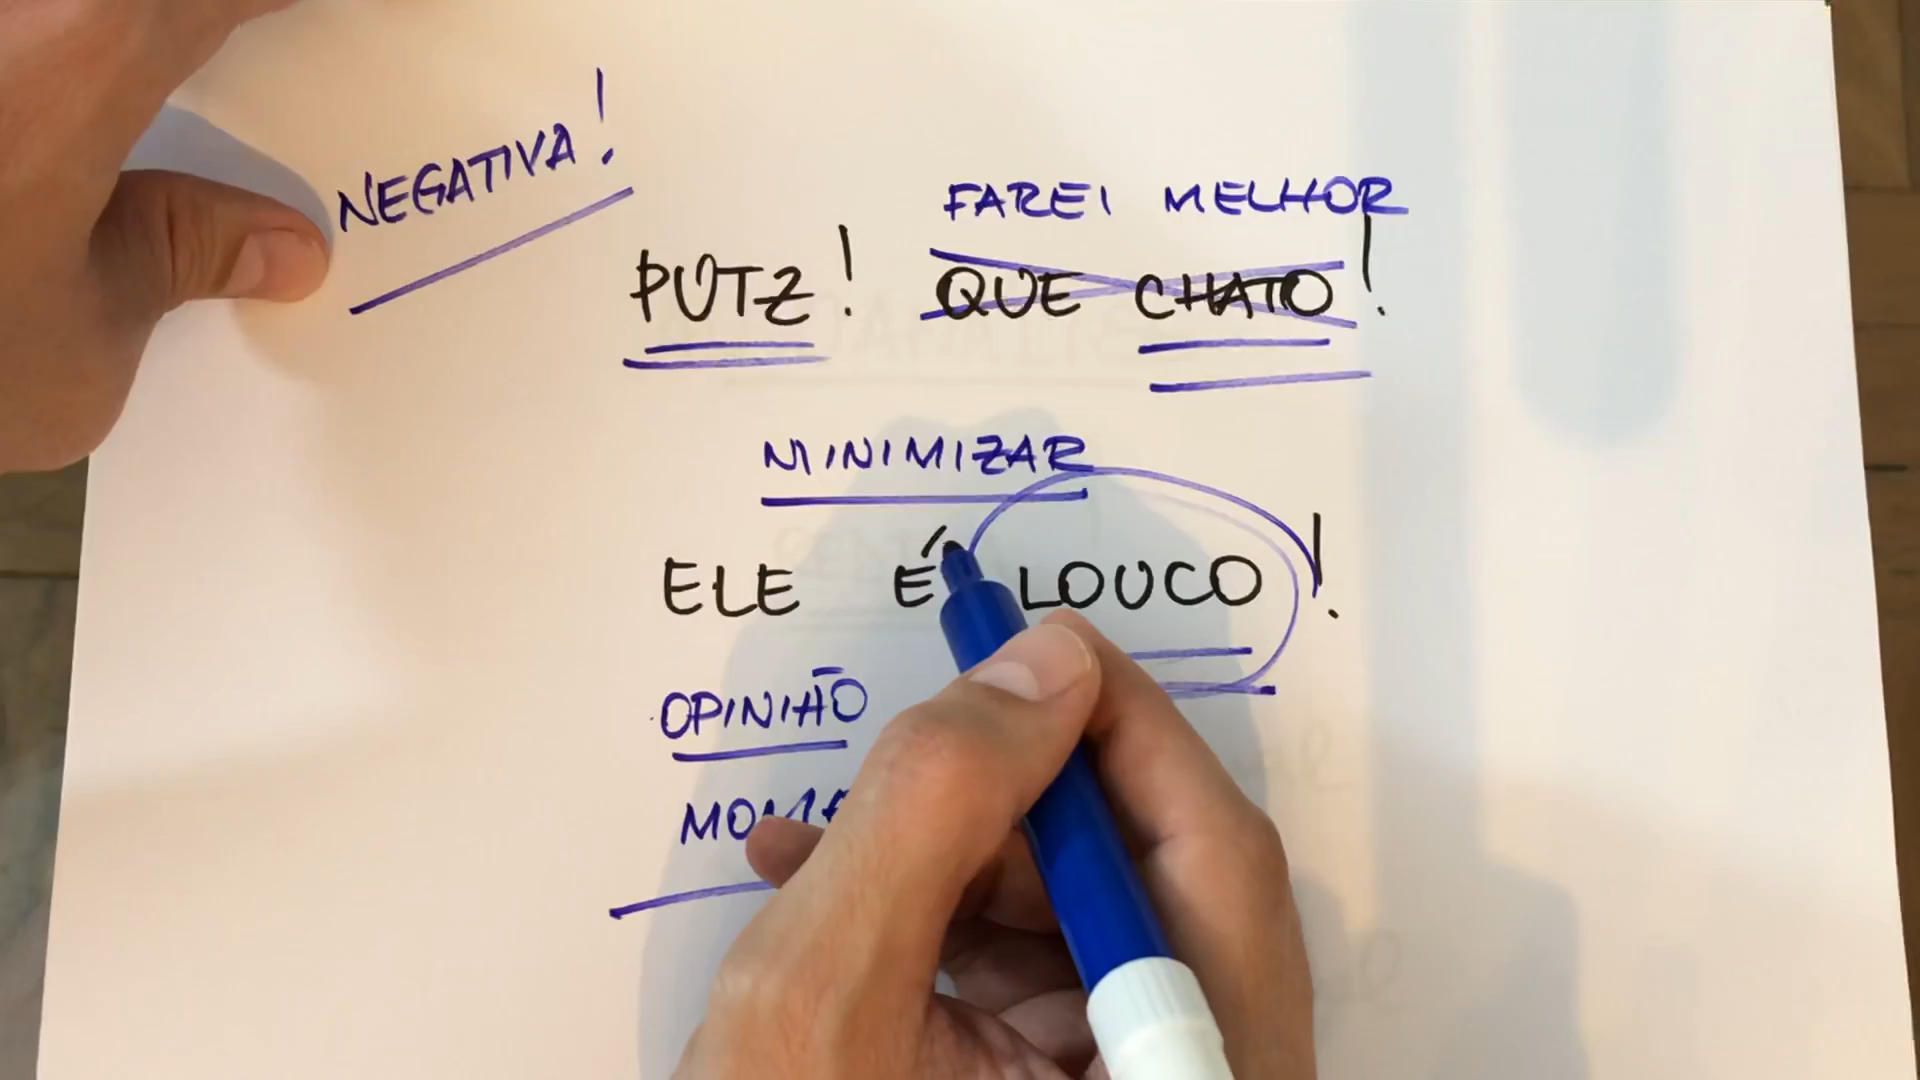 NEGATIVA!
FAREI MELHOR
PUTZ! QUE CHATO!
MINIMIZAR
ELE É LOUCO!
OPINIÃO